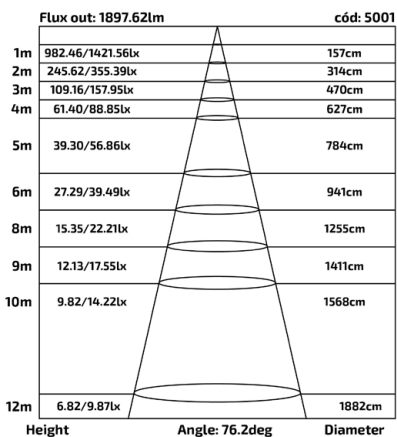 Flux out: 1897.62lm cód: 5001
1m 982.46/1421.56lx 157cm
2m 245.62/355.39lx 314cm
3m 109.16/157.95lx 470cm
4m 61.40/88.85lx 627cm
5m 39.30/56.86lx 784cm
6m 27.29/39.49lx 941cm
8m 15.35/22.21lx 1255cm
9m 12.13/17.55lx 1411cm
10m 9.82/14.22lx 1568cm
12m 6.82/9.87lx 1882cm
Height Angle: 76.2deg Diameter